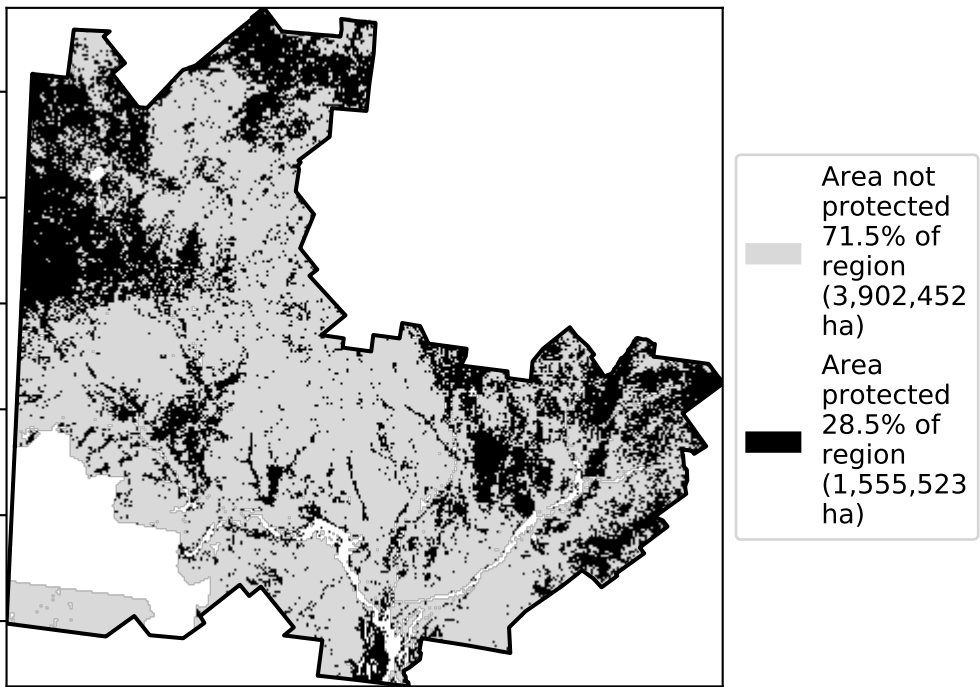 Area not
protected
71.5% of
region
(3,902,452
ha)
Area
protected
28.5% of
region
(1,555,523
ha)